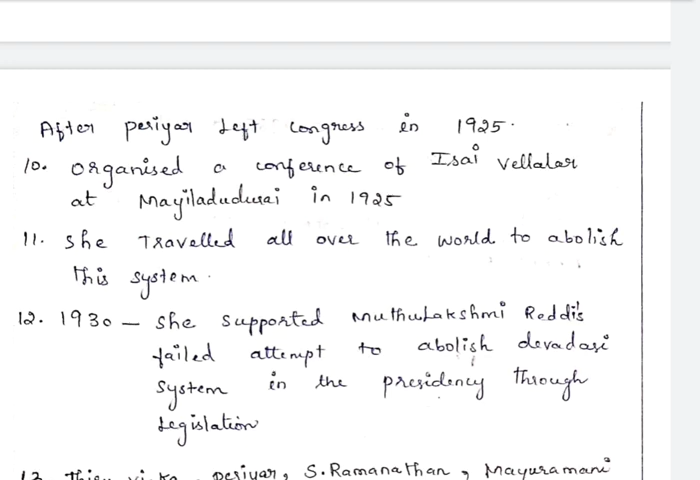 After periyar Left congress in 1925.
10. organised a conference of Isai vellalar
at Mayiladudurai in 1925
11. she Travelled all over the world to abolish
this system.
12. 1930 – she supported muthuLakshmi Reddi's
failed attempt to abolish devadasi
system in the presidency through
Legislation
periyar, S.Ramanathan, Mayuramani